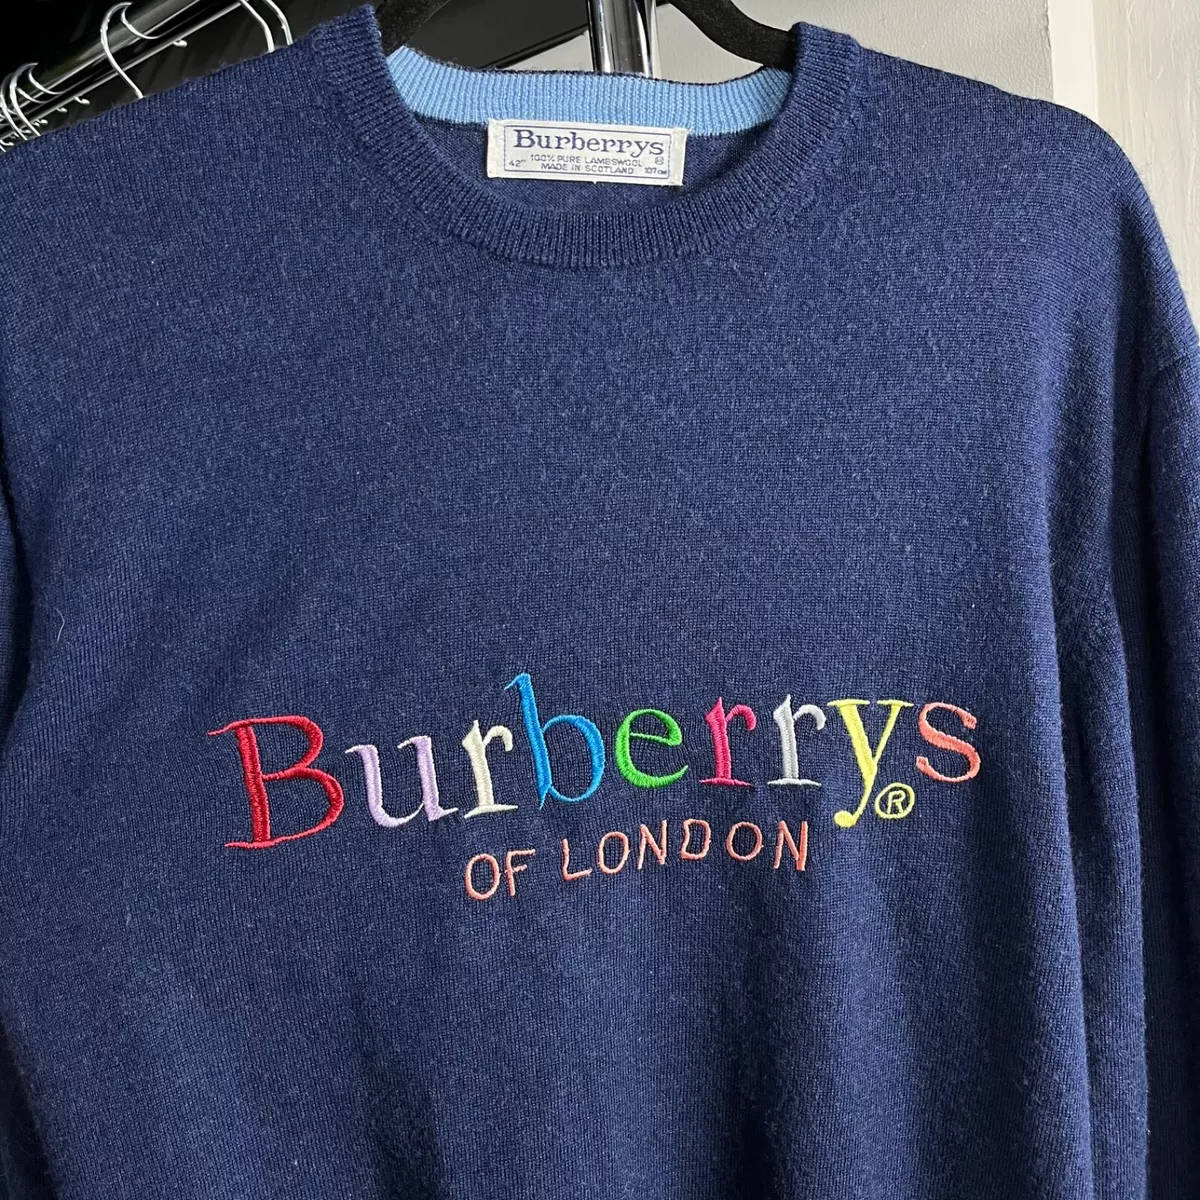 Burberrys
42" 100% PURE LAMBSWOOL ®
MADE IN SCOTLAND 107cm
Burberrys®
OF LONDON